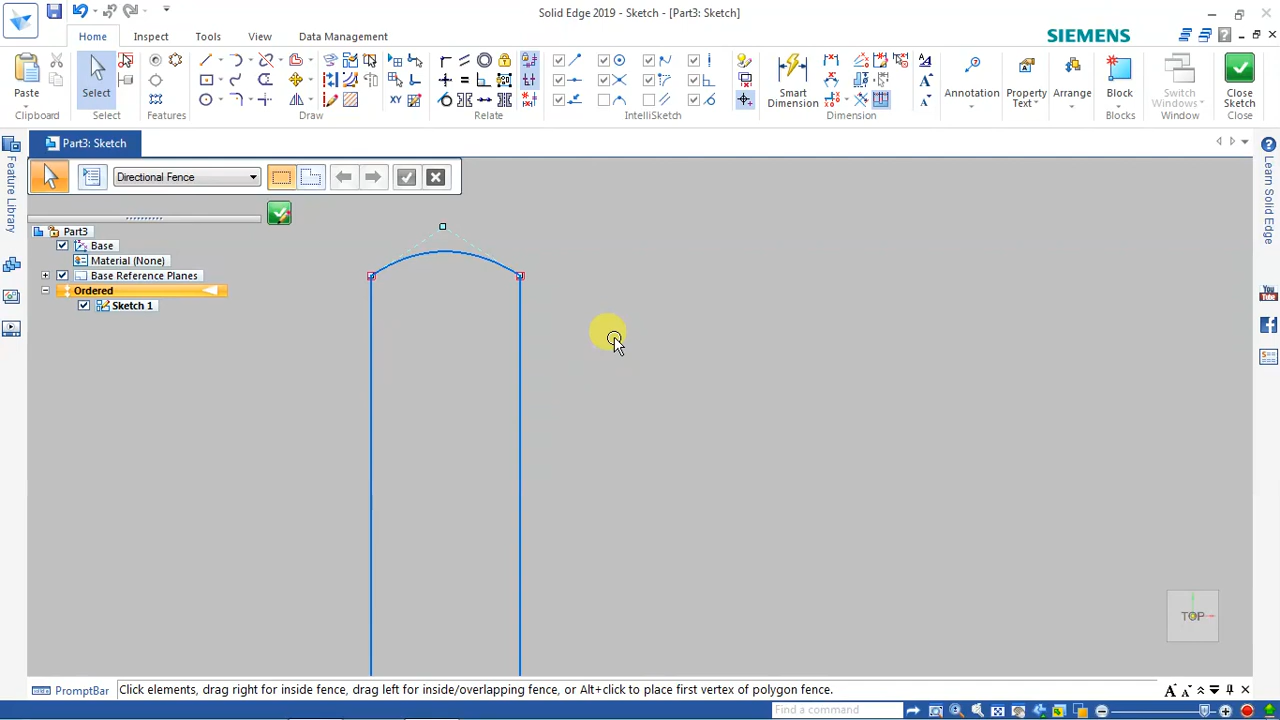 Solid Edge 2019 - Sketch - [Part3: Sketch]
Home
Inspect
Tools
View
Data Management
SIEMENS
Paste
Select
Smart
Dimension
Annotation
Property
Text
Arrange
Block
Switch
Windows
Close
Sketch
Clipboard
Select
Features
Draw
Relate
IntelliSketch
Dimension
Blocks
Window
Close
Part3: Sketch
Directional Fence
Feature Library
Learn Solid Edge
Part3
Base
Material (None)
Base Reference Planes
Ordered
Sketch 1
You
Tube
TOP
PromptBar
Click elements, drag right for inside fence, drag left for inside/overlapping fence, or Alt+click to place first vertex of polygon fence.
Find a command